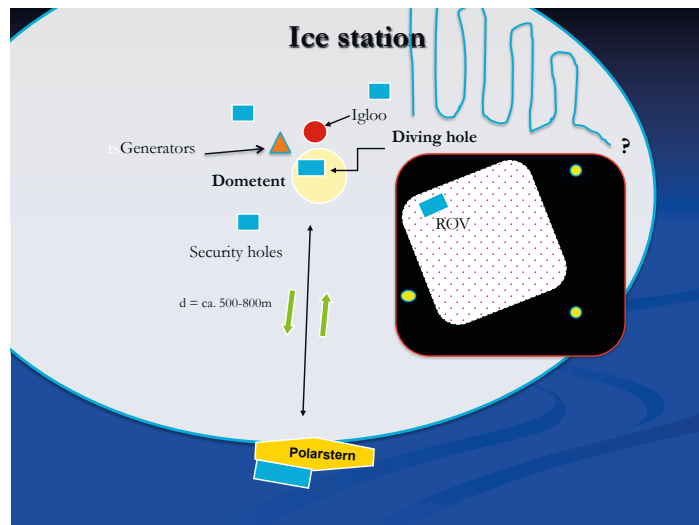 Ice station
Igloo
Generators
Diving hole
?
Dometent
ROV
Security holes
d = ca. 500-800m
Polarstern